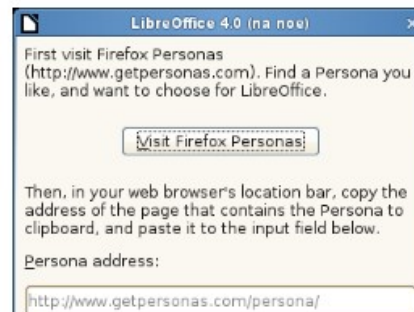 LibreOffice 4.0 (na noe)
First visit Firefox Personas
(http://www.getpersonas.com). Find a Persona you
like, and want to choose for LibreOffice.
Visit Firefox Personas
Then, in your web browser's location bar, copy the
address of the page that contains the Persona to
clipboard, and paste it to the input field below.
Persona address:
http://www.getpersonas.com/persona/